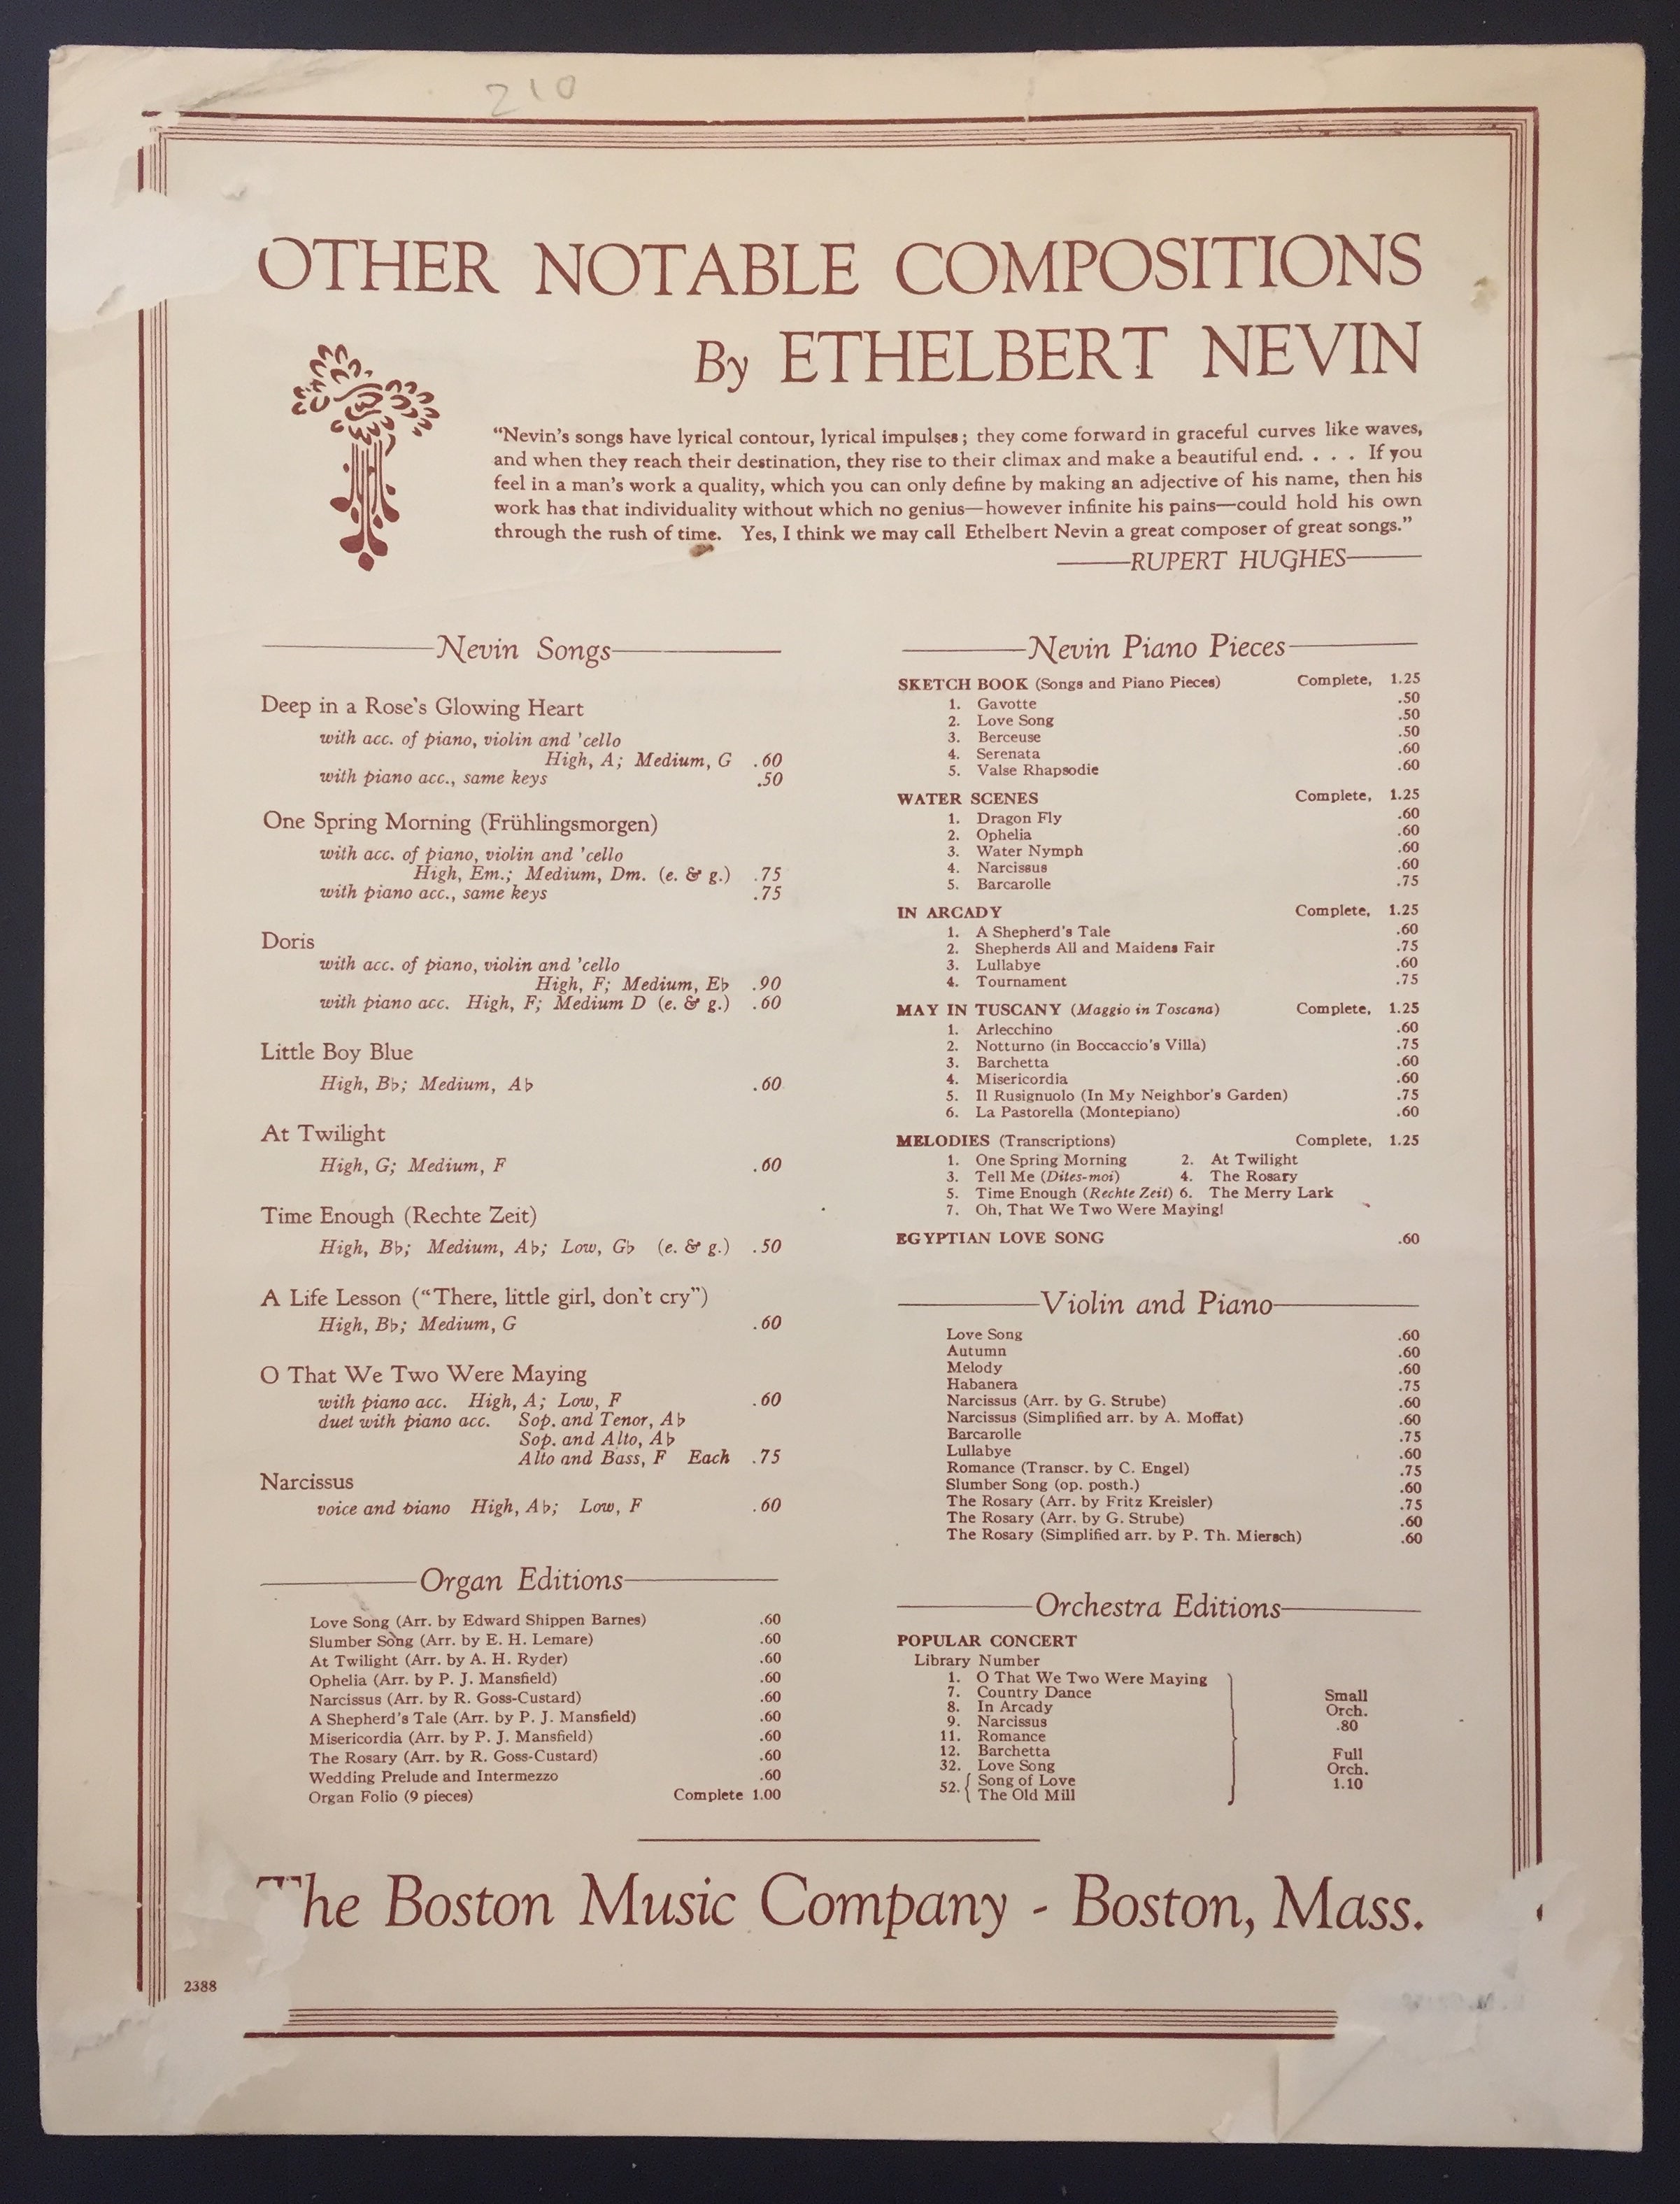 210
OTHER NOTABLE COMPOSITIONS
By ETHELBERT NEVIN
“Nevin’s songs have lyrical contour, lyrical impulses; they come forward in graceful curves like waves,
and when they reach their destination, they rise to their climax and make a beautiful end. . . . If you
feel in a man’s work a quality, which you can only define by making an adjective of his name, then his
work has that individuality without which no genius—however infinite his pains—could hold his own
through the rush of time. Yes, I think we may call Ethelbert Nevin a great composer of great songs.”
RUPERT HUGHES
Nevin Songs
Deep in a Rose's Glowing Heart
with acc. of piano, violin and 'cello
High, A; Medium, G .60
with piano acc., same keys .50
One Spring Morning (Frühlingsmorgen)
with acc. of piano, violin and 'cello
High, Em.; Medium, Dm. (e. & g.) .75
with piano acc., same keys .75
Doris
with acc. of piano, violin and 'cello
High, F; Medium, E♭ .90
with piano acc. High, F; Medium D (e. & g.) .60
Little Boy Blue
High, B♭; Medium, A♭ .60
At Twilight
High, G; Medium, F .60
Time Enough (Rechte Zeit)
High, B♭; Medium, A♭; Low, G♭ (e. & g.) .50
A Life Lesson (“There, little girl, don't cry”)
High, B♭; Medium, G .60
O That We Two Were Maying
with piano acc. High, A; Low, F .60
duet with piano acc. Sop. and Tenor, A♭
Sop. and Alto, A♭
Alto and Bass, F Each .75
Narcissus
voice and piano High, A♭; Low, F .60
Organ Editions
Love Song (Arr. by Edward Shippen Barnes) .60
Slumber Song (Arr. by E. H. Lemare) .60
At Twilight (Arr. by A. H. Ryder) .60
Ophelia (Arr. by P. J. Mansfield) .60
Narcissus (Arr. by R. Goss-Custard) .60
A Shepherd's Tale (Arr. by P. J. Mansfield) .60
Misericordia (Arr. by P. J. Mansfield) .60
The Rosary (Arr. by R. Goss-Custard) .60
Wedding Prelude and Intermezzo .60
Organ Folio (9 pieces) Complete 1.00
Nevin Piano Pieces
SKETCH BOOK (Songs and Piano Pieces) Complete, 1.25
1. Gavotte .50
2. Love Song .50
3. Berceuse .50
4. Serenata .60
5. Valse Rhapsodie .60
WATER SCENES Complete, 1.25
1. Dragon Fly .60
2. Ophelia .60
3. Water Nymph .60
4. Narcissus .60
5. Barcarolle .75
IN ARCADY Complete, 1.25
1. A Shepherd's Tale .60
2. Shepherds All and Maidens Fair .75
3. Lullabye .60
4. Tournament .75
MAY IN TUSCANY (Maggio in Toscana) Complete, 1.25
1. Arlecchino .60
2. Notturno (in Boccaccio's Villa) .75
3. Barchetta .60
4. Misericordia .60
5. Il Rusignuolo (In My Neighbor's Garden) .75
6. La Pastorella (Montepiano) .60
MELODIES (Transcriptions) Complete, 1.25
1. One Spring Morning 2. At Twilight
3. Tell Me (Dites-moi) 4. The Rosary
5. Time Enough (Rechte Zeit) 6. The Merry Lark
7. Oh, That We Two Were Maying!
EGYPTIAN LOVE SONG .60
Violin and Piano
Love Song .60
Autumn .60
Melody .60
Habanera .75
Narcissus (Arr. by G. Strube) .60
Narcissus (Simplified arr. by A. Moffat) .60
Barcarolle .75
Lullabye .60
Romance (Transcr. by C. Engel) .75
Slumber Song (op. posth.) .60
The Rosary (Arr. by Fritz Kreisler) .75
The Rosary (Arr. by G. Strube) .60
The Rosary (Simplified arr. by P. Th. Miersch) .60
Orchestra Editions
POPULAR CONCERT
Library Number
1. O That We Two Were Maying
7. Country Dance
8. In Arcady
9. Narcissus
11. Romance
12. Barchetta
32. Love Song
52. { Song of Love
The Old Mill
Small
Orch.
.80
Full
Orch.
1.10
The Boston Music Company - Boston, Mass.
2388